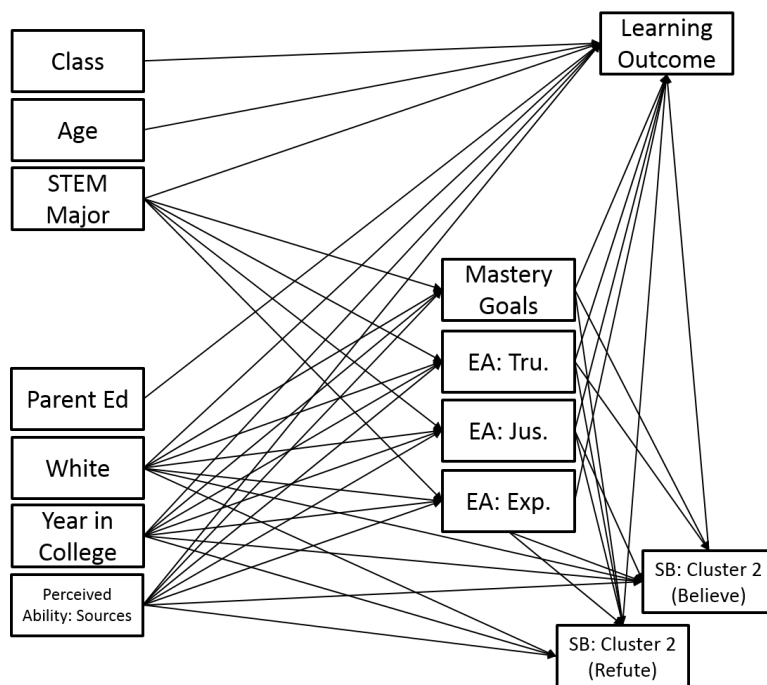 Learning
Outcome
Class
Age
STEM
Major
Mastery
Goals
EA: Tru.
Parent Ed
EA: Jus.
White
EA: Exp.
Year in
College
SB: Cluster 2
(Believe)
Perceived
Ability: Sources
SB: Cluster 2
(Refute)